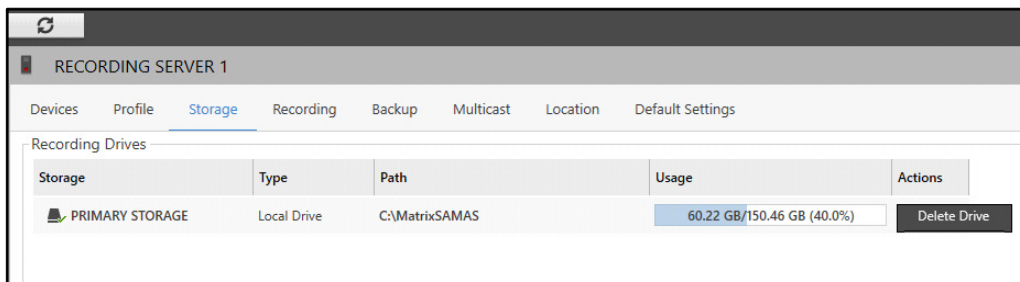 RECORDING SERVER 1
Devices Profile Storage Recording Backup Multicast Location Default Settings
Recording Drives
Storage Type Path Usage Actions
PRIMARY STORAGE Local Drive C:\MatrixSAMAS 60.22 GB/150.46 GB (40.0%) Delete Drive